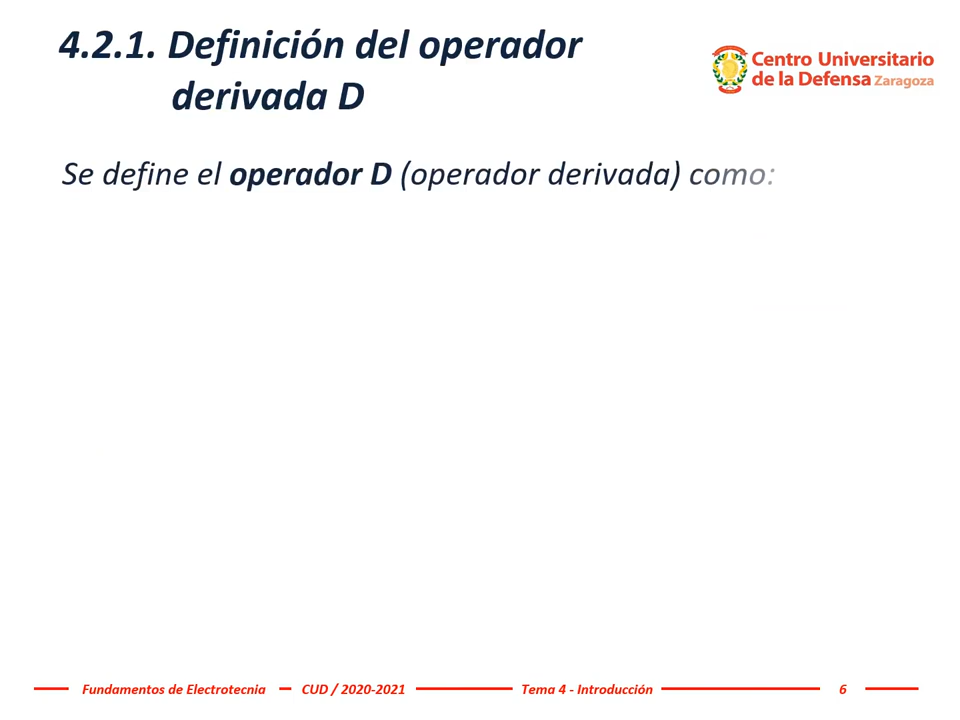 4.2.1. Definición del operador
derivada D
Centro Universitario
de la Defensa Zaragoza
Se define el operador D (operador derivada) como:
Fundamentos de Electrotecnia CUD / 2020-2021 Tema 4 - Introducción 6